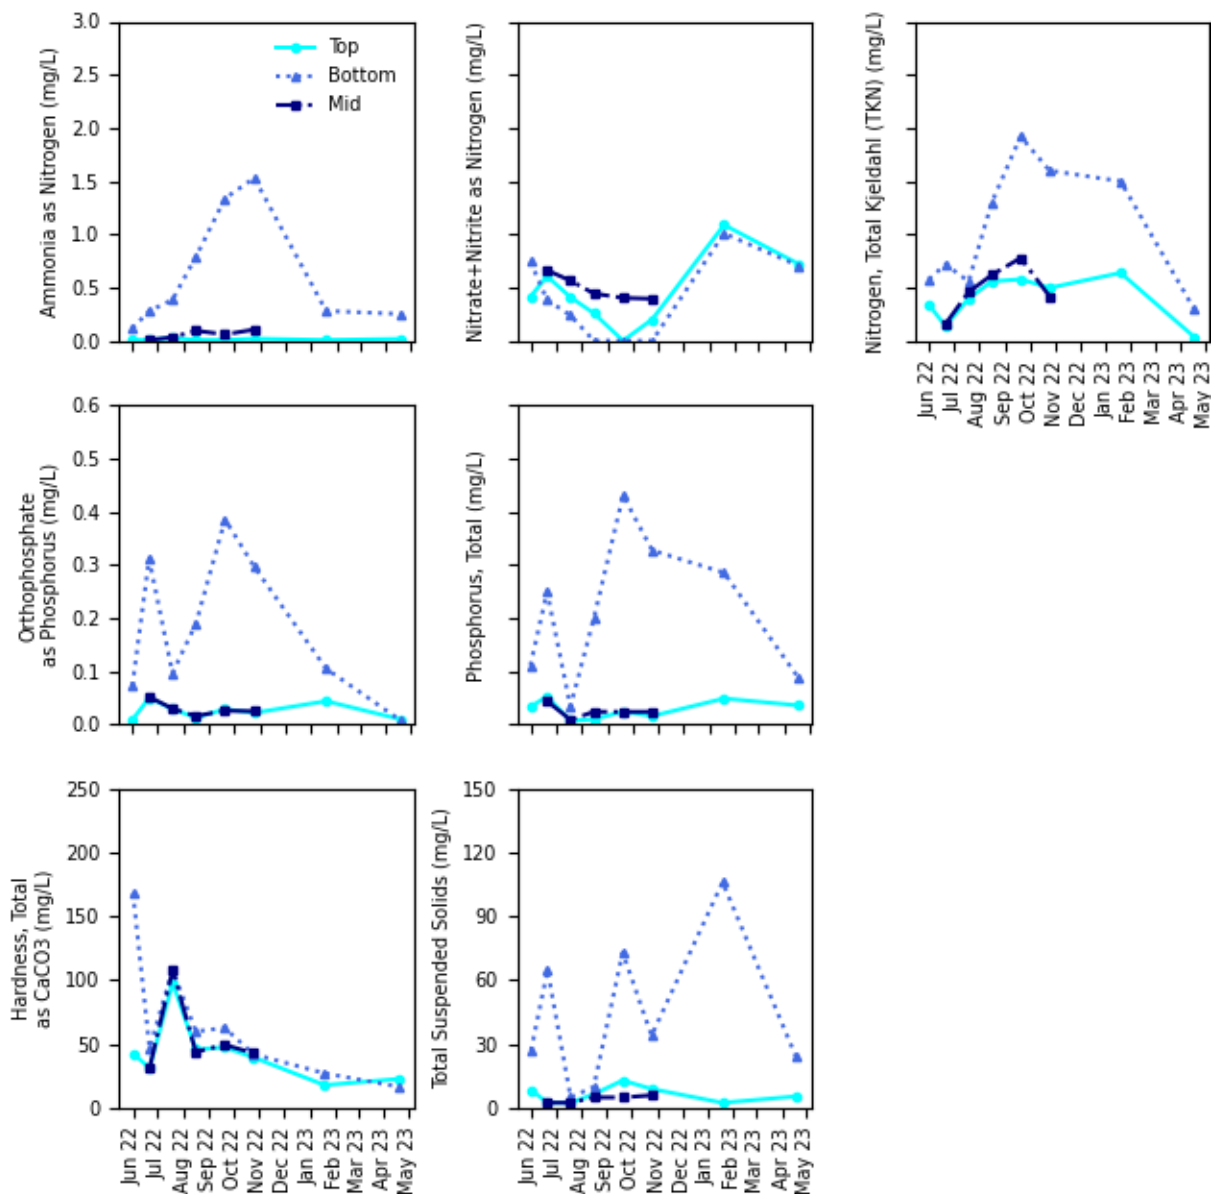 Ammonia as Nitrogen (mg/L)
3.0
2.5
2.0
1.5
1.0
0.5
0.0
Top
Bottom
Mid
Nitrate+Nitrite as Nitrogen (mg/L)
Nitrogen, Total Kjeldahl (TKN) (mg/L)
Jun 22
Jul 22
Aug 22
Sep 22
Oct 22
Nov 22
Dec 22
Jan 23
Feb 23
Mar 23
Apr 23
May 23
Orthophosphate
as Phosphorus (mg/L)
0.6
0.5
0.4
0.3
0.2
0.1
0.0
Phosphorus, Total (mg/L)
Hardness, Total
as CaCO3 (mg/L)
250
200
150
100
50
0
Jun 22
Jul 22
Aug 22
Sep 22
Oct 22
Nov 22
Dec 22
Jan 23
Feb 23
Mar 23
Apr 23
May 23
Total Suspended Solids (mg/L)
150
120
90
60
30
0
Jun 22
Jul 22
Aug 22
Sep 22
Oct 22
Nov 22
Dec 22
Jan 23
Feb 23
Mar 23
Apr 23
May 23